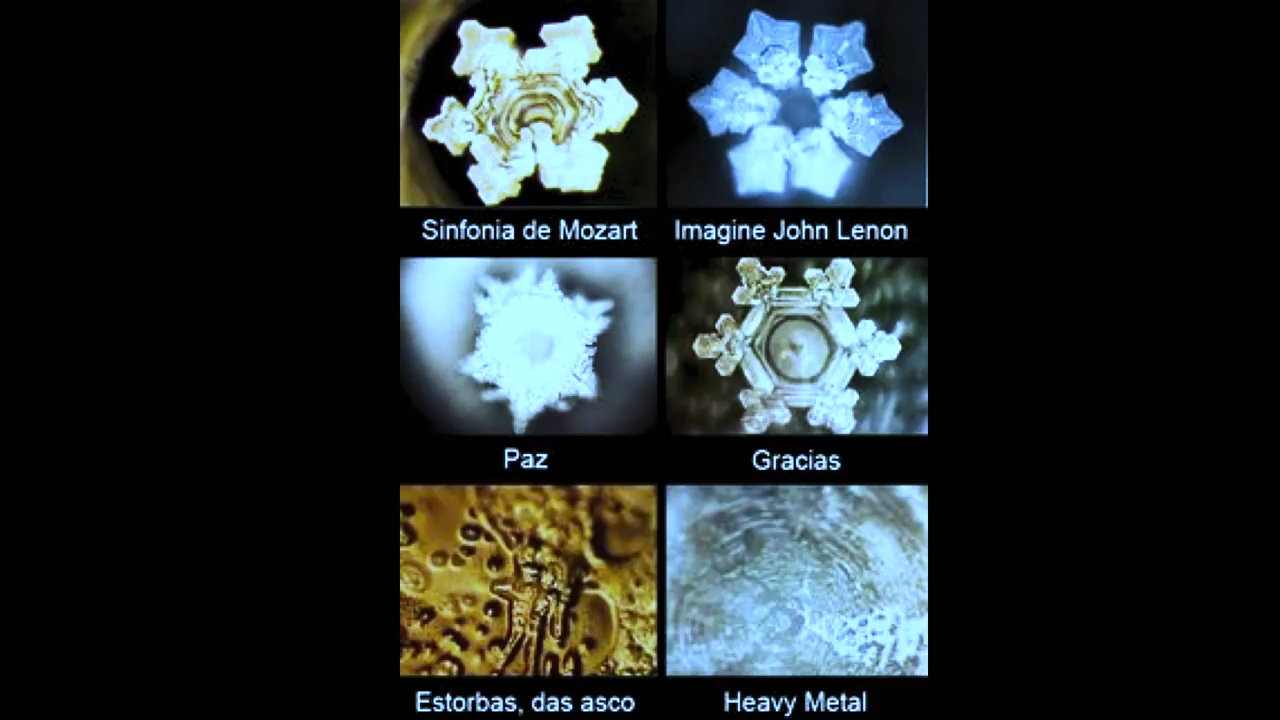 Sinfonia de Mozart
Imagine John Lenon
Paz
Gracias
Estorbas, das asco
Heavy Metal